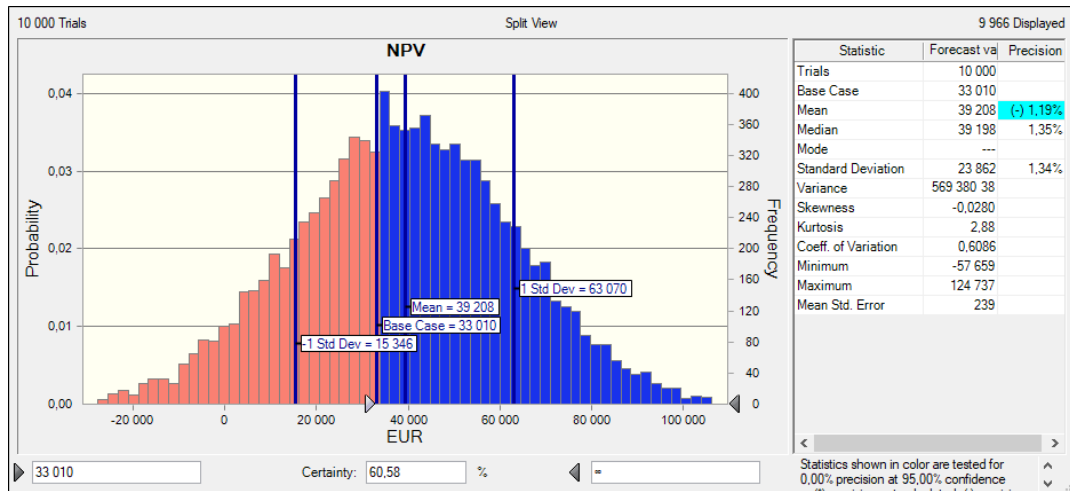 10 000 Trials
Split View
9 966 Displayed
NPV
Probability
0,04
0,03
0,02
0,01
0,00
Frequency
400
360
320
280
240
200
160
120
80
40
0
1 Std Dev = 63 070
Mean = 39 208
Base Case = 33 010
-1 Std Dev = 15 346
-20 000
0
20 000
40 000
60 000
80 000
100 000
EUR
Statistic Forecast va Precision
Trials 10 000
Base Case 33 010
Mean 39 208 (-) 1,19%
Median 39 198 1,35%
Mode ---
Standard Deviation 23 862 1,34%
Variance 569 380 38
Skewness -0,0280
Kurtosis 2,88
Coeff. of Variation 0,6086
Minimum -57 659
Maximum 124 737
Mean Std. Error 239
33 010
Certainty: 60,58 %
∞
Statistics shown in color are tested for
0,00% precision at 95,00% confidence